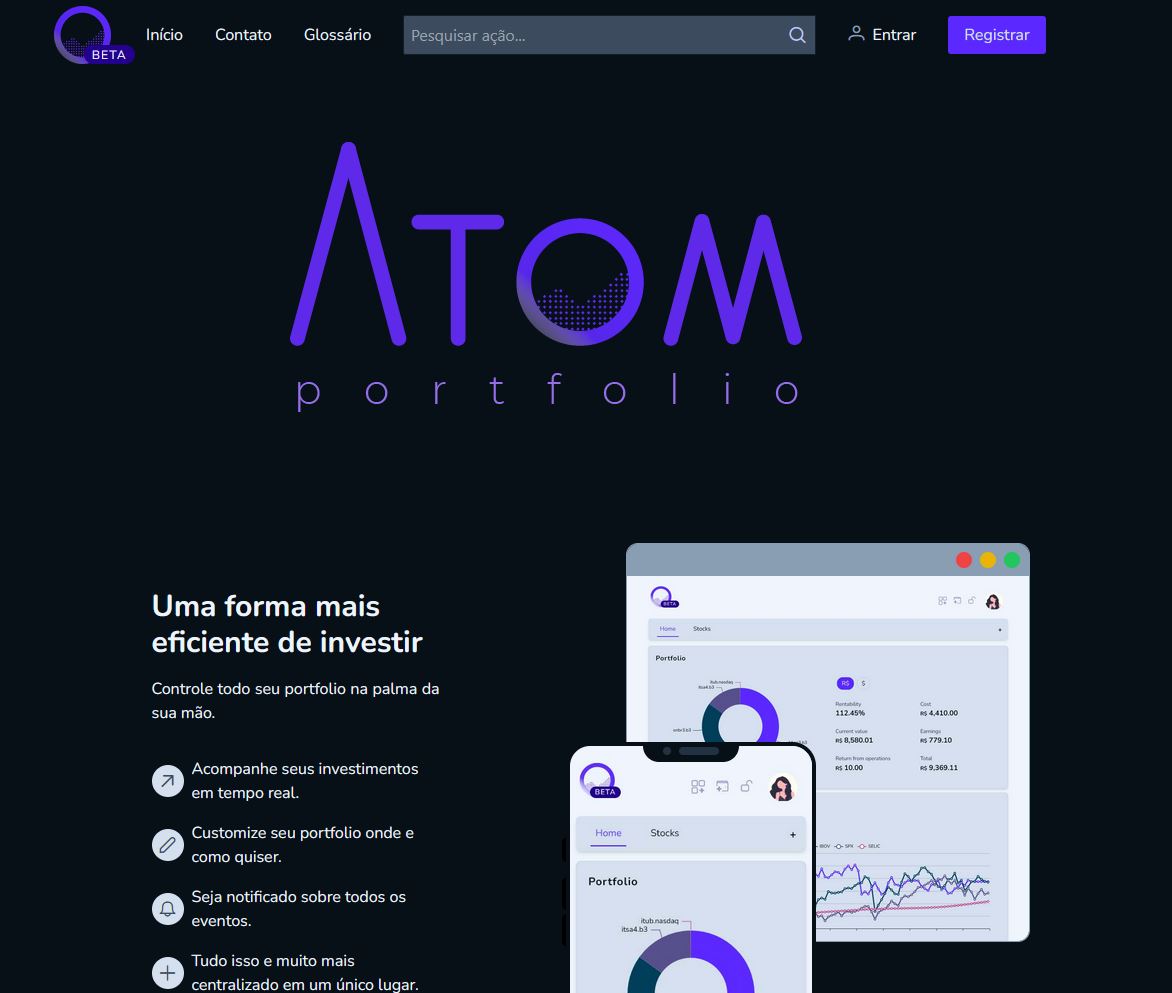 BETA
Início
Contato
Glossário
Pesquisar ação...
Entrar
Registrar
ATOM
portfolio
Uma forma mais
eficiente de investir
Controle todo seu portfolio na palma da
sua mão.
Acompanhe seus investimentos
em tempo real.
Customize seu portfolio onde e
como quiser.
Seja notificado sobre todos os
eventos.
Tudo isso e muito mais
centralizado em um único lugar.
BETA
Home Stocks +
Portfolio
itub.nasdaq
itsa4.b3
R$ $
Rentability Cost
112.45% R$ 4,410.00
Current value Earnings
R$ 8,580.01 R$ 779.10
Return from operations Total
R$ 10.00 R$ 9,369.11
IBOV SPX SELIC
BETA
Home Stocks +
Portfolio
itub.nasdaq
itsa4.b3